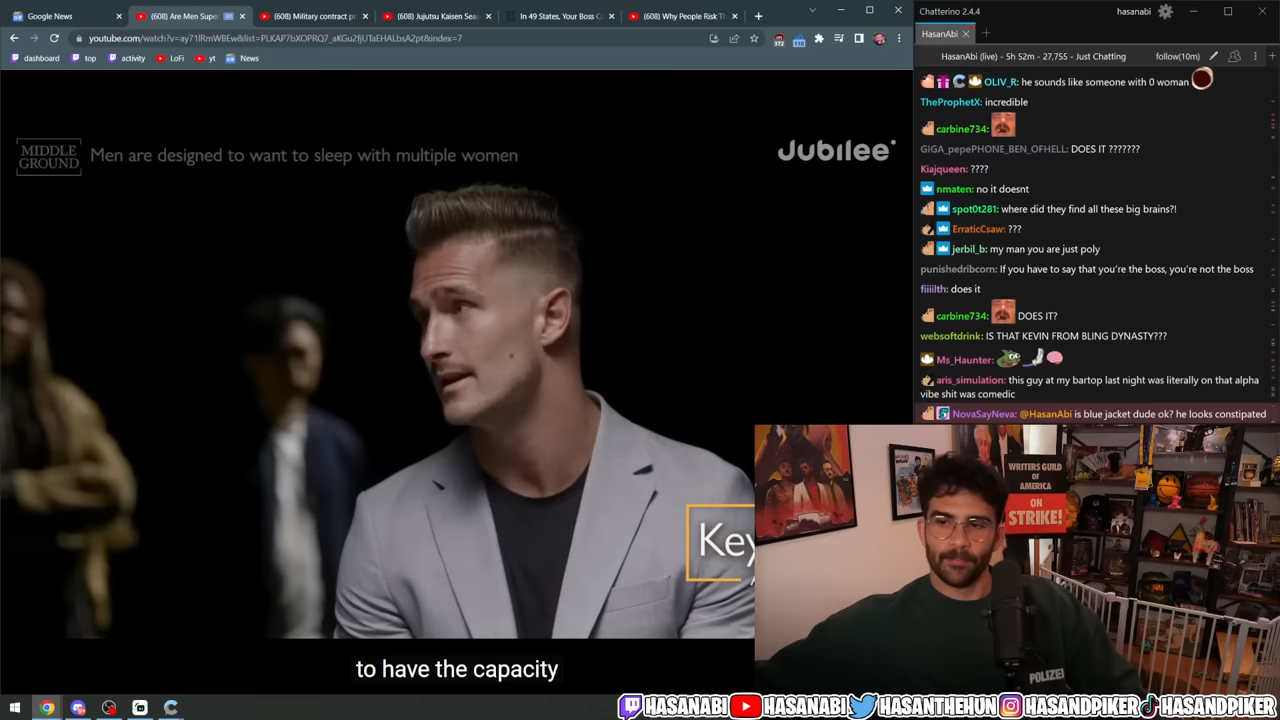 Google News
(608) Are Men Supe
(608) Military contract p
(608) Jujutsu Kaisen Seas
In 49 States, Your Boss C
(608) Why People Risk Th
youtube.com/watch?v=ay71lRmWBEw&list=PLKAP7bXOPRQ7_aKGu2fjUTaEHALbsA2pt&index=7
372
110
dashboard
top
activity
LoFi
yt
News
MIDDLE
GROUND
Men are designed to want to sleep with multiple women
Jubilee
Key
to have the capacity
Chatterino 2.4.4
hasanabi
HasanAbi
HasanAbi (live) - 5h 52m - 27,755 - Just Chatting
follow(10m)
OLIV_R: he sounds like someone with 0 woman
TheProphetX: incredible
carbine734:
GIGA_pepePHONE_BEN_OFHELL: DOES IT ???????
Kiajqueen: ????
nmaten: no it doesnt
spot0t281: where did they find all these big brains?!
ErraticCsaw: ???
jerbil_b: my man you are just poly
punishedribcorn: If you have to say that you're the boss, you're not the boss
fiiiilth: does it
carbine734: DOES IT?
websoftdrink: IS THAT KEVIN FROM BLING DYNASTY???
Ms_Haunter:
aris_simulation: this guy at my bartop last night was literally on that alpha
vibe shit was comedic
NovaSayNeva: @HasanAbi is blue jacket dude ok? he looks constipated
WRITERS GUILD
OF
AMERICA
ON
STRIKE!
POLIZEI
HASANABI
HASANABI
HASANTHEHUN
HASANDPIKER
HASANDPIKER